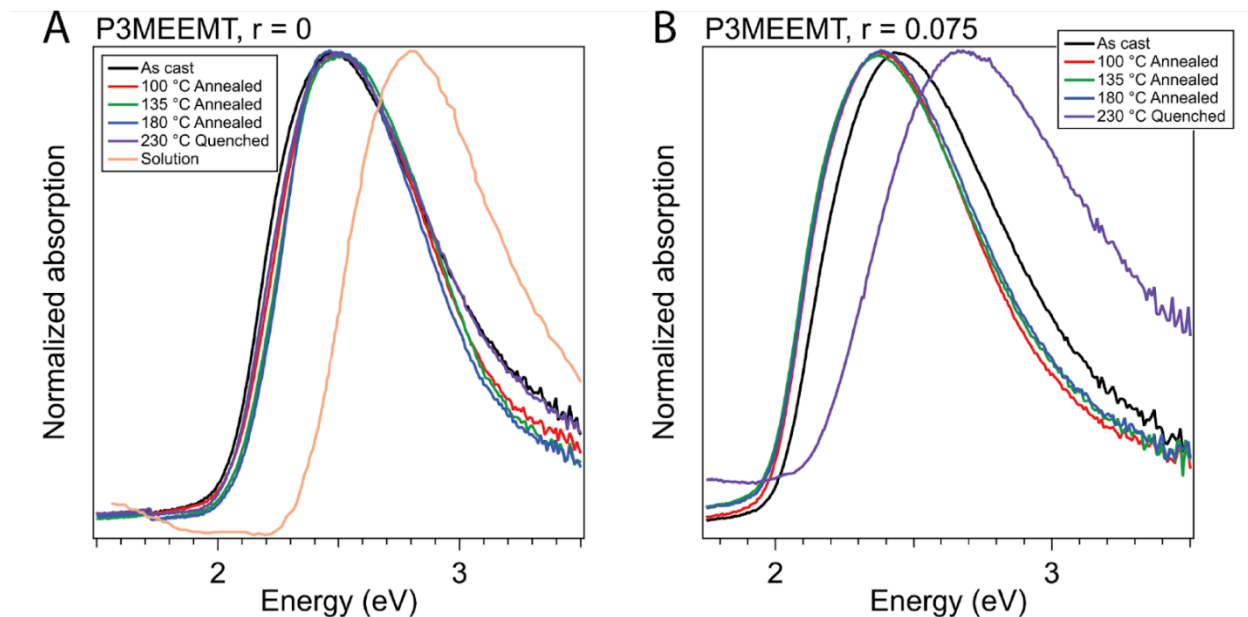 A P3MEEMT, r = 0
As cast
100 °C Annealed
135 °C Annealed
180 °C Annealed
230 °C Quenched
Solution
Normalized absorption
2 3
Energy (eV)
B P3MEEMT, r = 0.075
As cast
100 °C Annealed
135 °C Annealed
180 °C Annealed
230 °C Quenched
Normalized absorption
2 3
Energy (eV)